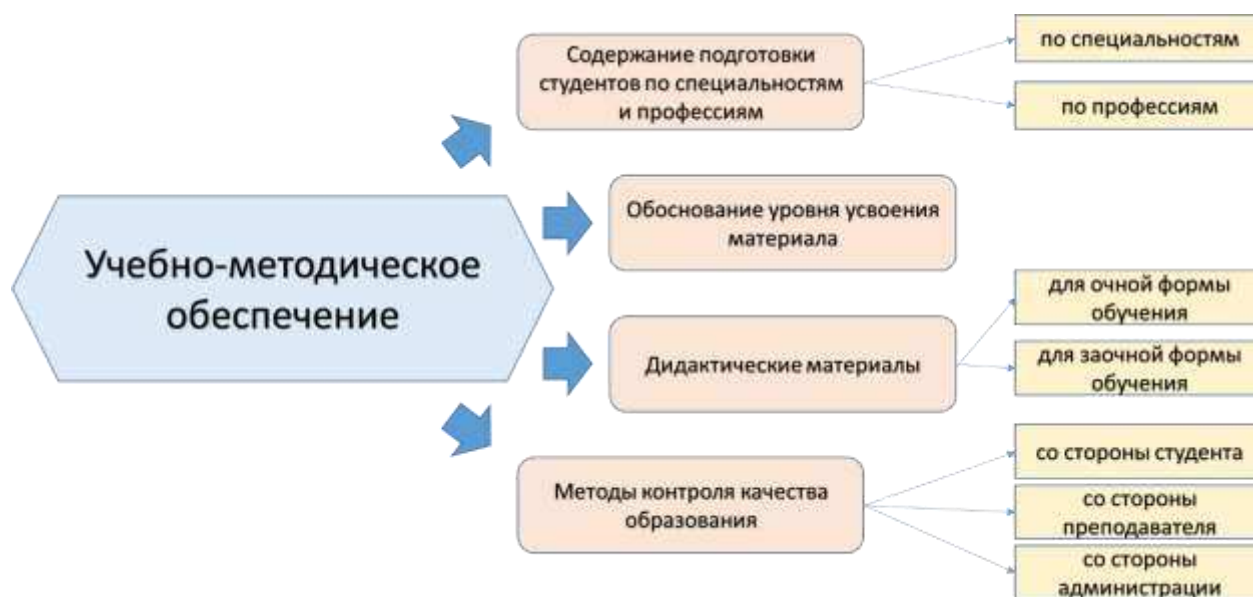 Учебно-методическое
обеспечение
Содержание подготовки
студентов по специальностям
и профессиям
по специальностям
по профессиям
Обоснование уровня усвоения
материала
Дидактические материалы
для очной формы
обучения
для заочной формы
обучения
Методы контроля качества
образования
со стороны студента
со стороны
преподавателя
со стороны
администрации